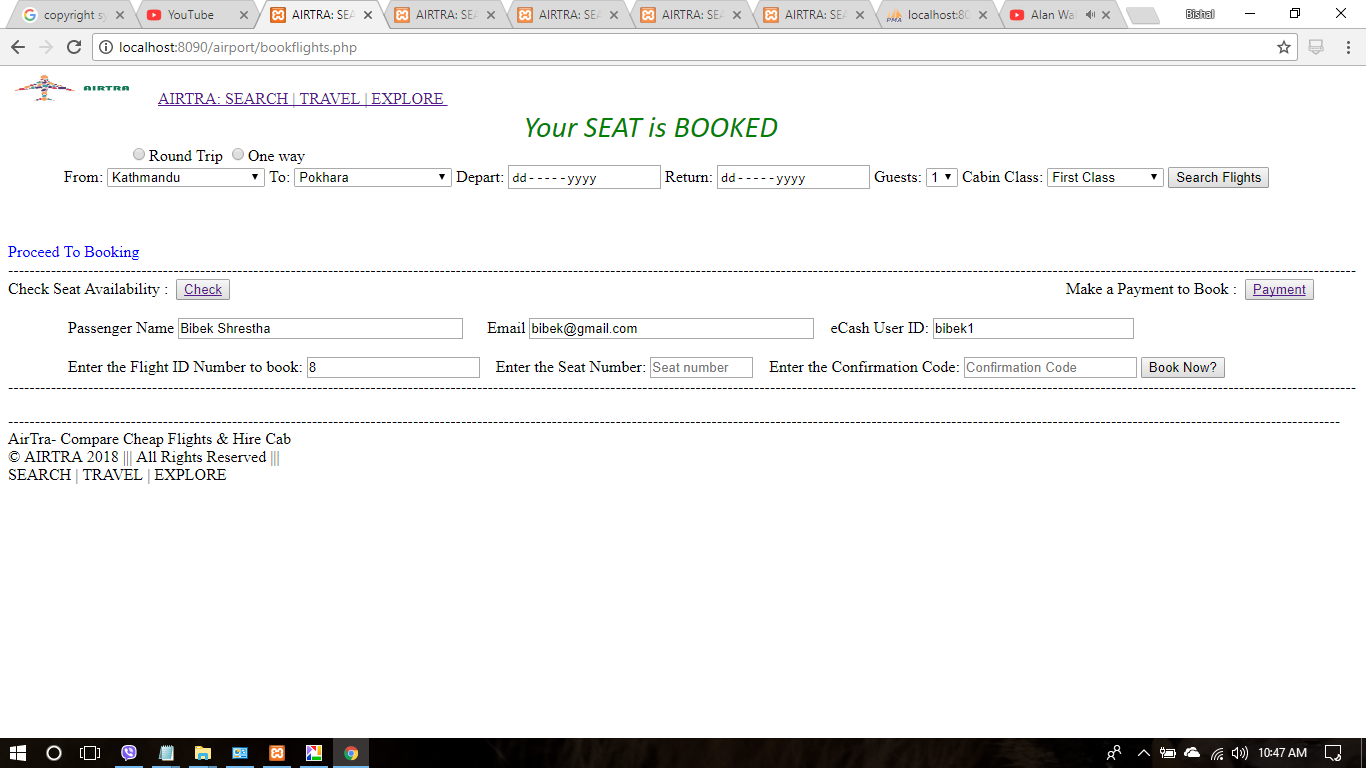 copyright sy
YouTube
AIRTRA: SEA
AIRTRA: SEA
AIRTRA: SEA
AIRTRA: SEA
AIRTRA: SEA
localhost:80
Alan Wal
Bishal
localhost:8090/airport/bookflights.php
AIRTRA
AIRTRA: SEARCH | TRAVEL | EXPLORE
Your SEAT is BOOKED
Round Trip One way
From: Kathmandu To: Pokhara Depart: dd-----yyyy Return: dd-----yyyy Guests: 1 Cabin Class: First Class Search Flights
Proceed To Booking
Check Seat Availability : Check Make a Payment to Book : Payment
Passenger Name Bibek Shrestha Email bibek@gmail.com eCash User ID: bibek1
Enter the Flight ID Number to book: 8 Enter the Seat Number: Seat number Enter the Confirmation Code: Confirmation Code Book Now?
AirTra- Compare Cheap Flights & Hire Cab
© AIRTRA 2018 ||| All Rights Reserved |||
SEARCH | TRAVEL | EXPLORE
10:47 AM